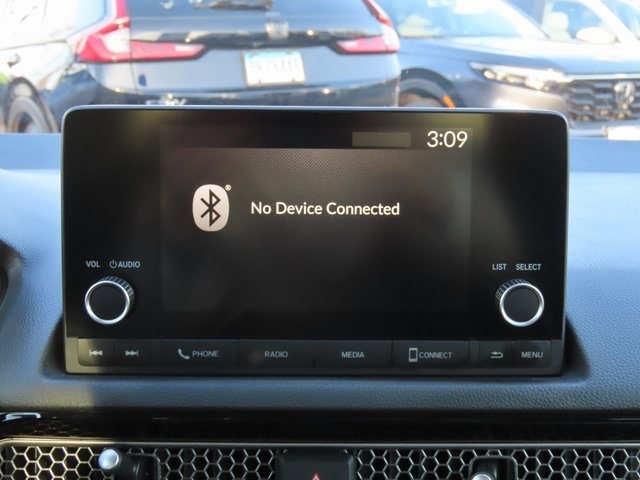 3:09
® No Device Connected
VOL AUDIO
LIST SELECT
PHONE RADIO MEDIA CONNECT MENU